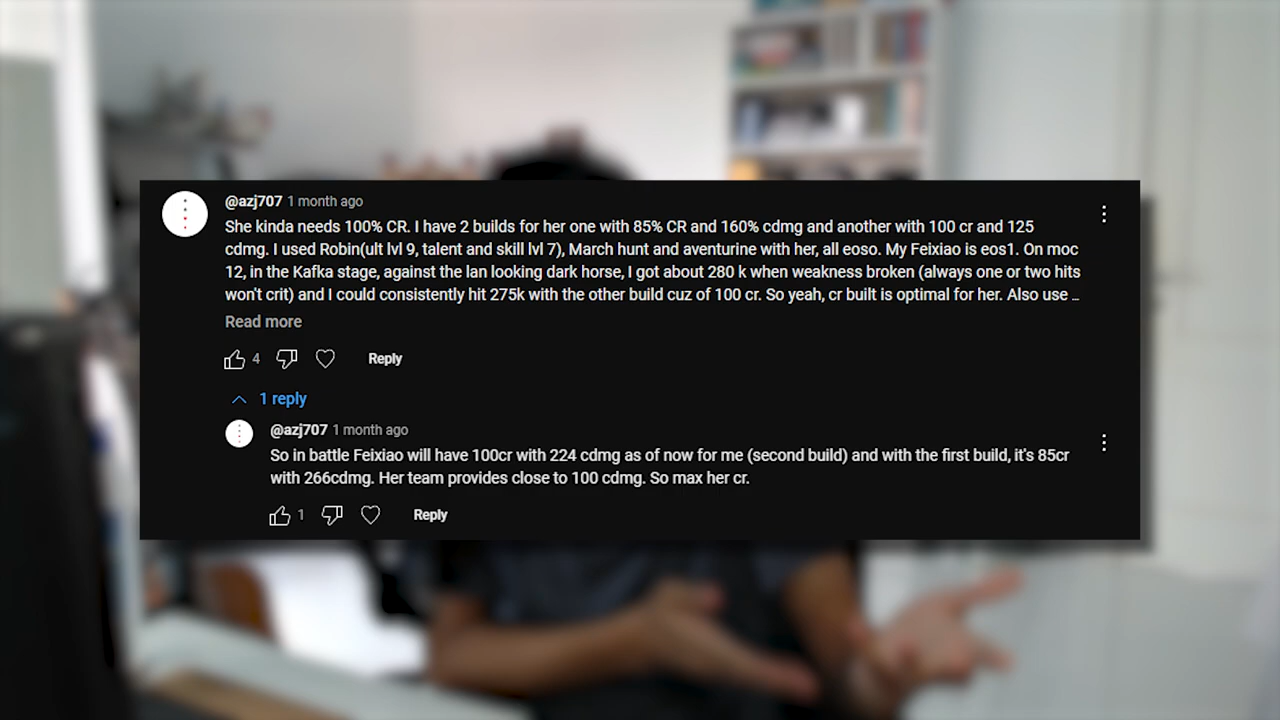 @azj707 1 month ago
She kinda needs 100% CR. I have 2 builds for her one with 85% CR and 160% cdmg and another with 100 cr and 125
cdmg. I used Robin(ult lvl 9, talent and skill lvl 7), March hunt and aventurine with her, all eoso. My Feixiao is eos1. On moc
12, in the Kafka stage, against the lan looking dark horse, I got about 280 k when weakness broken (always one or two hits
won't crit) and I could consistently hit 275k with the other build cuz of 100 cr. So yeah, cr built is optimal for her. Also use ...
Read more
4 Reply
1 reply
@azj707 1 month ago
So in battle Feixiao will have 100cr with 224 cdmg as of now for me (second build) and with the first build, it's 85cr
with 266cdmg. Her team provides close to 100 cdmg. So max her cr.
1 Reply